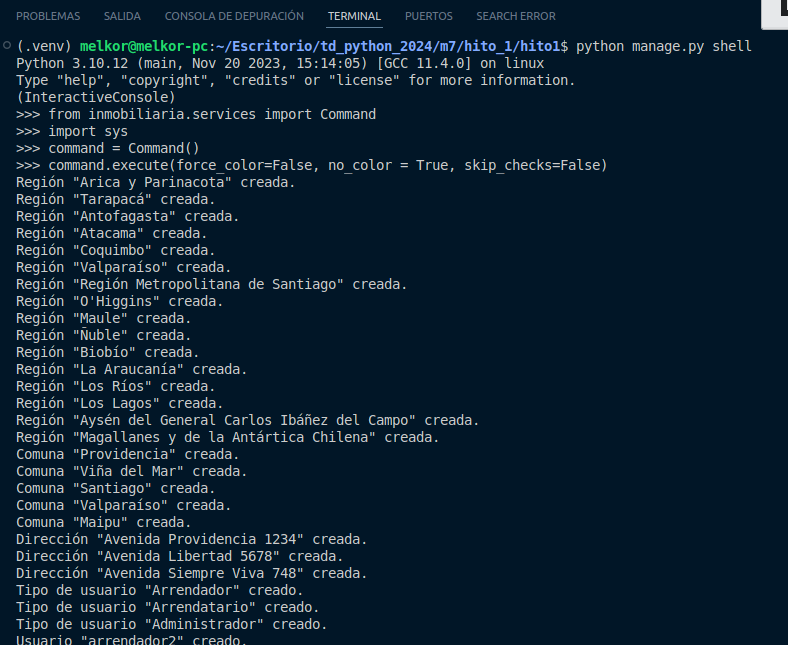 PROBLEMAS SALIDA CONSOLA DE DEPURACIÓN TERMINAL PUERTOS SEARCH ERROR
(.venv) melkor@melkor-pc:~/Escritorio/td_python_2024/m7/hito_1/hito1$ python manage.py shell
Python 3.10.12 (main, Nov 20 2023, 15:14:05) [GCC 11.4.0] on linux
Type "help", "copyright", "credits" or "license" for more information.
(InteractiveConsole)
>>> from inmobiliaria.services import Command
>>> import sys
>>> command = Command()
>>> command.execute(force_color=False, no_color = True, skip_checks=False)
Región "Arica y Parinacota" creada.
Región "Tarapacá" creada.
Región "Antofagasta" creada.
Región "Atacama" creada.
Región "Coquimbo" creada.
Región "Valparaíso" creada.
Región "Región Metropolitana de Santiago" creada.
Región "O'Higgins" creada.
Región "Maule" creada.
Región "Ñuble" creada.
Región "Biobío" creada.
Región "La Araucanía" creada.
Región "Los Ríos" creada.
Región "Los Lagos" creada.
Región "Aysén del General Carlos Ibáñez del Campo" creada.
Región "Magallanes y de la Antártica Chilena" creada.
Comuna "Providencia" creada.
Comuna "Viña del Mar" creada.
Comuna "Santiago" creada.
Comuna "Valparaíso" creada.
Comuna "Maipu" creada.
Dirección "Avenida Providencia 1234" creada.
Dirección "Avenida Libertad 5678" creada.
Dirección "Avenida Siempre Viva 748" creada.
Tipo de usuario "Arrendador" creado.
Tipo de usuario "Arrendatario" creado.
Tipo de usuario "Administrador" creado.
Usuario "arrendador2" creado.